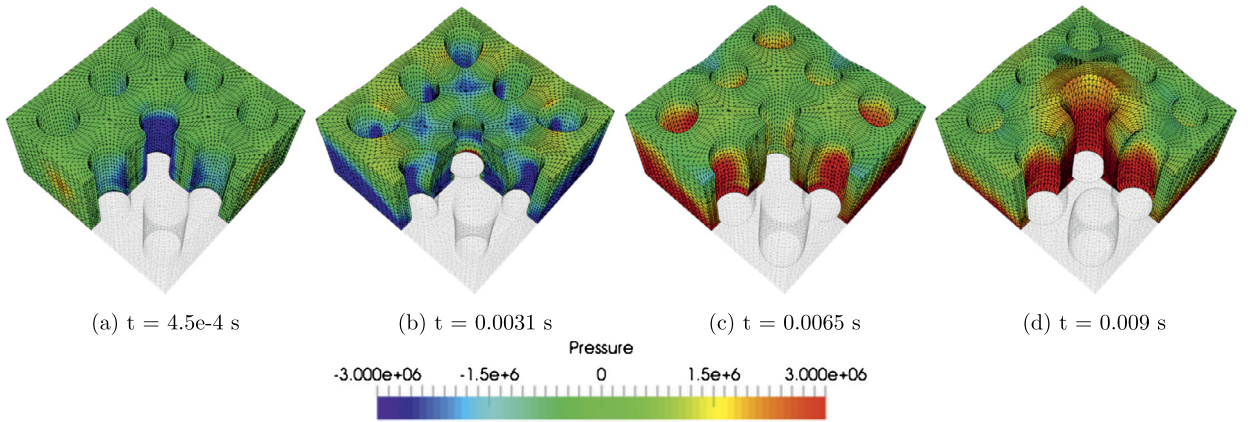 (a) t = 4.5e-4 s
(b) t = 0.0031 s
(c) t = 0.0065 s
(d) t = 0.009 s
Pressure
-3.000e+06 -1.5e+6 0 1.5e+6 3.000e+06